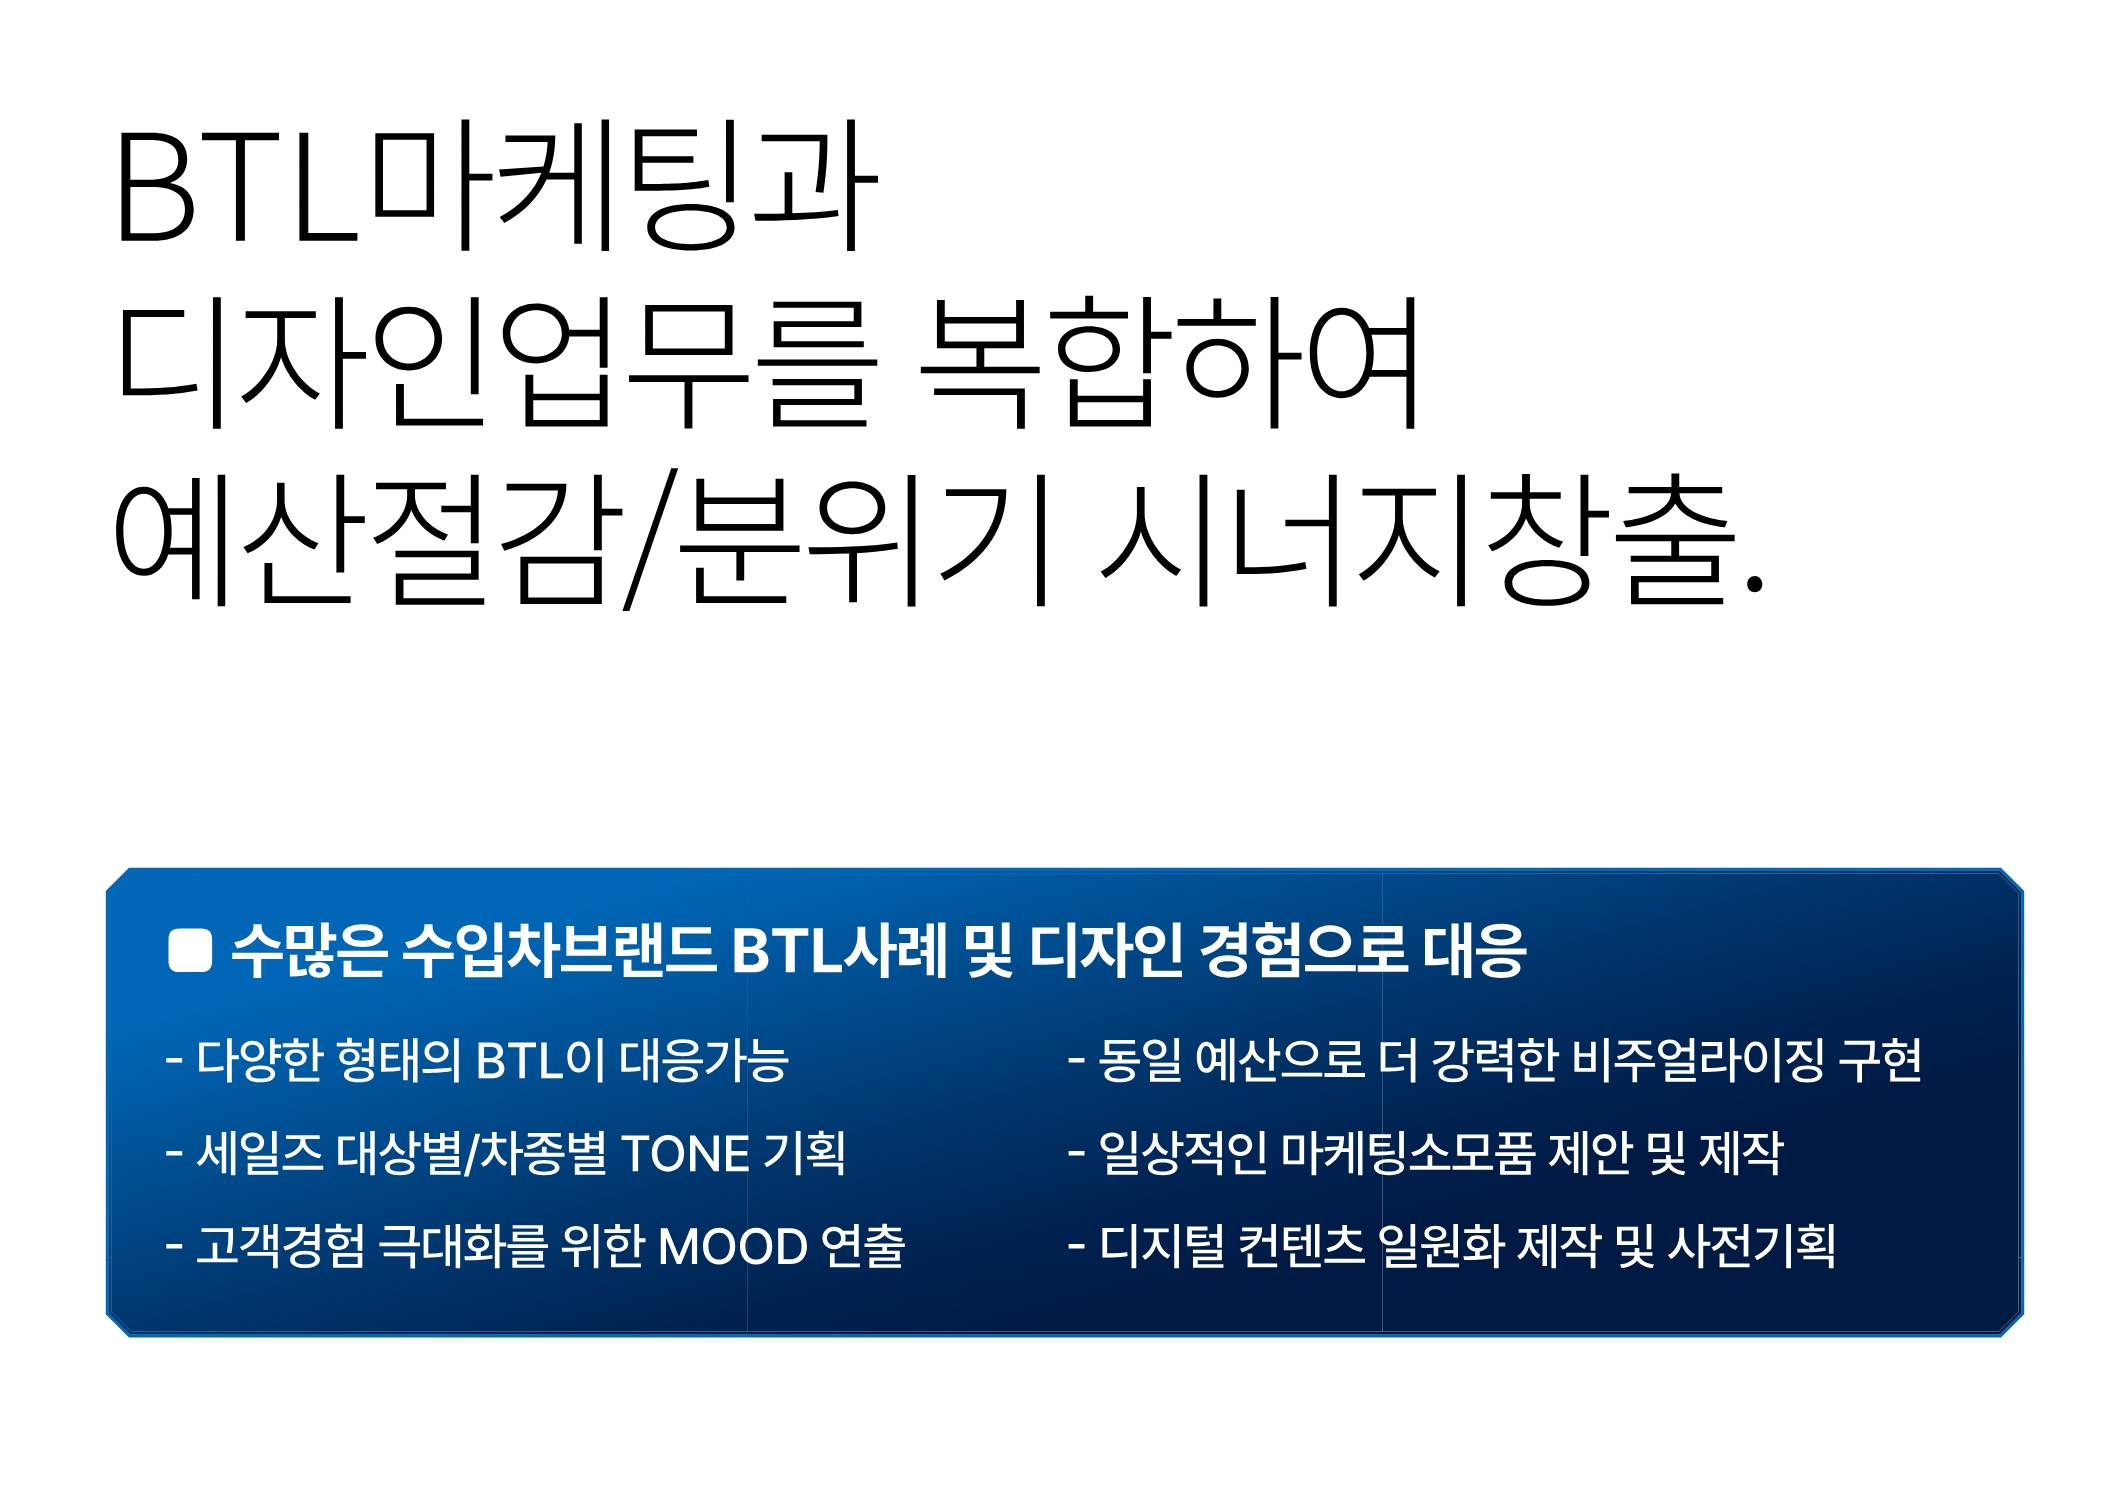 BTL마케팅과
디자인업무를 복합하여
예산절감/분위기 시너지창출.
■ 수많은 수입차브랜드 BTL사례 및 디자인 경험으로 대응
- 다양한 형태의 BTL이 대응가능
- 세일즈 대상별/차종별 TONE 기획
- 고객경험 극대화를 위한 MOOD 연출
- 동일 예산으로 더 강력한 비주얼라이징 구현
- 일상적인 마케팅소모품 제안 및 제작
- 디지털 컨텐츠 일원화 제작 및 사전기획